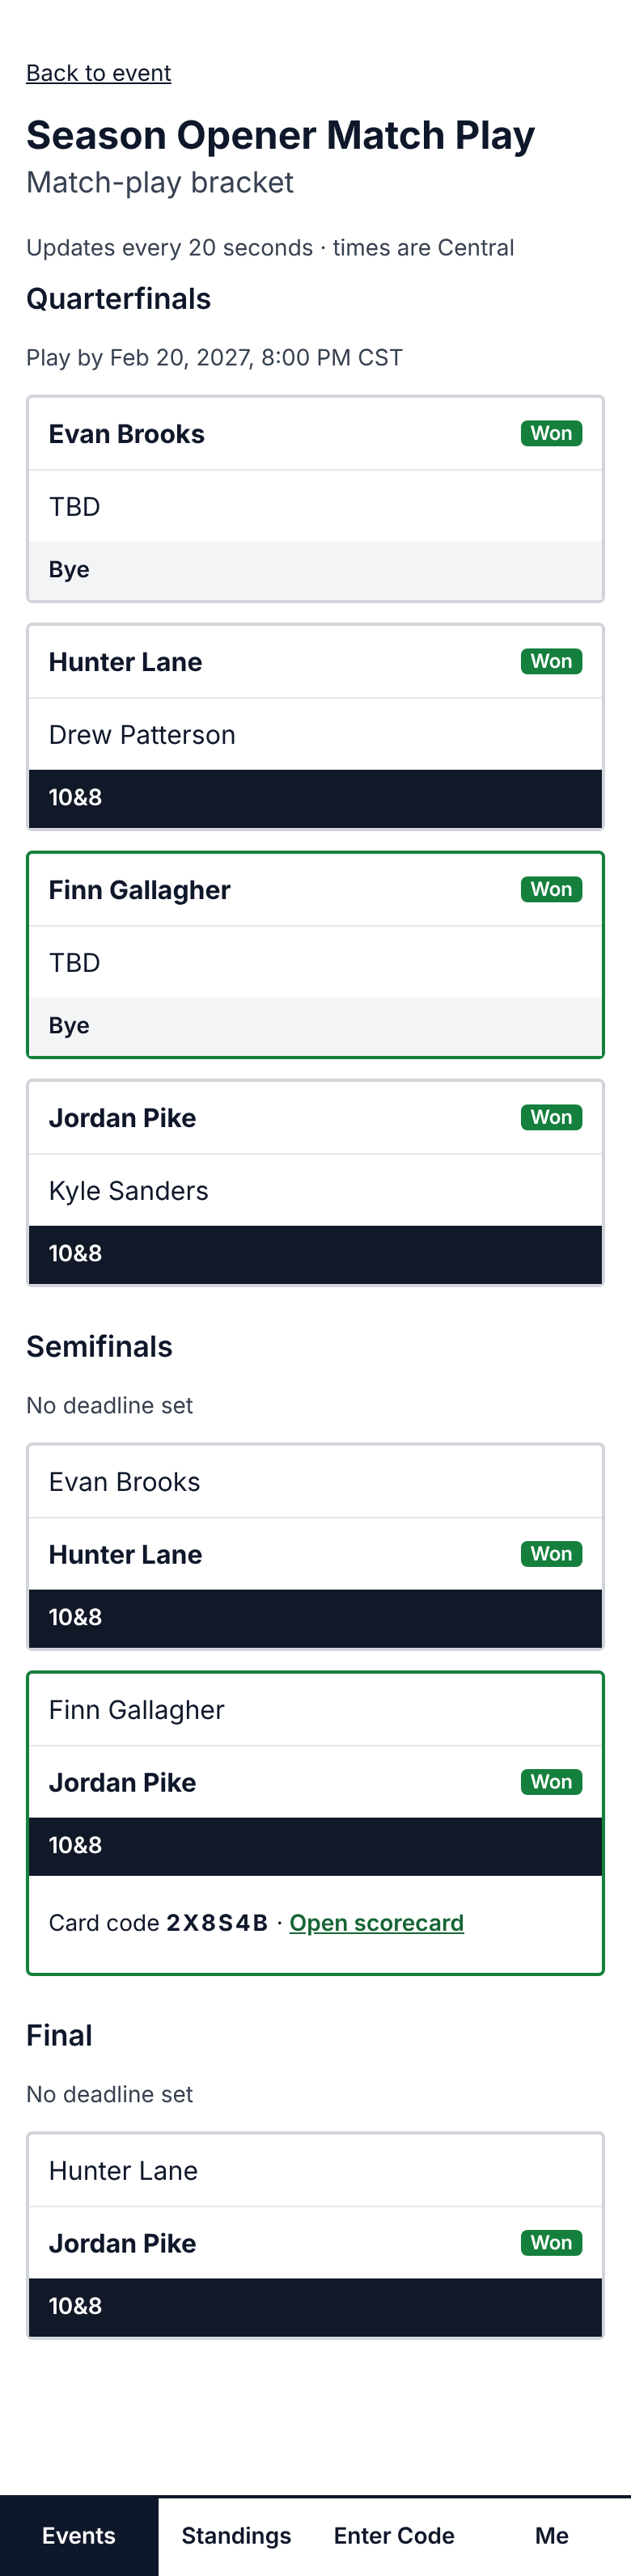 Back to event
Season Opener Match Play
Match-play bracket
Updates every 20 seconds · times are Central
Quarterfinals
Play by Feb 20, 2027, 8:00 PM CST
Evan Brooks Won
TBD
Bye
Hunter Lane Won
Drew Patterson
10&8
Finn Gallagher Won
TBD
Bye
Jordan Pike Won
Kyle Sanders
10&8
Semifinals
No deadline set
Evan Brooks
Hunter Lane Won
10&8
Finn Gallagher
Jordan Pike Won
10&8
Card code 2X8S4B · Open scorecard
Final
No deadline set
Hunter Lane
Jordan Pike Won
10&8
Events Standings Enter Code Me